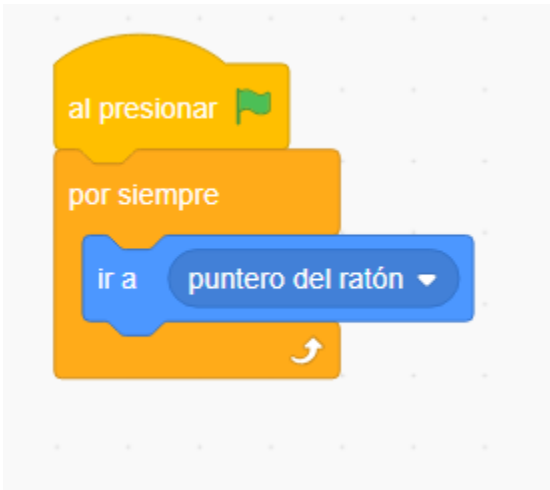 al presionar
por siempre
ir a puntero del ratón